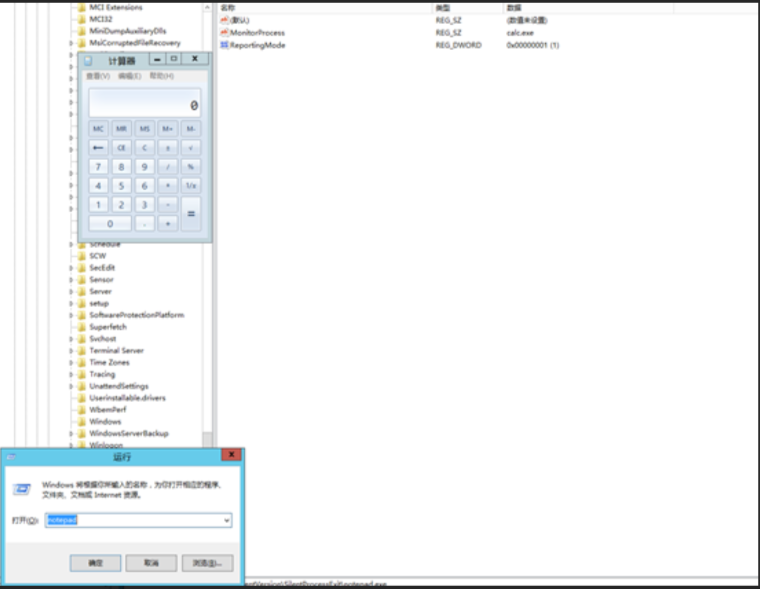 MCI Extensions
MCI32
MiniDumpAuxiliaryDlls
MsiCorruptedFileRecovery
名称 类型 数据
(默认) REG_SZ (数值未设置)
MonitorProcess REG_SZ calc.exe
ReportingMode REG_DWORD 0x00000001 (1)
计算器
查看(V) 编辑(E) 帮助(H)
0
MC MR MS M+ M-
← CE C ± √
7 8 9 / %
4 5 6 * 1/x
1 2 3 - =
0 . +
Schedule
SCW
SecEdit
Sensor
Server
setup
SoftwareProtectionPlatform
Superfetch
Svchost
Terminal Server
Time Zones
Tracing
UnattendSettings
Userinstallable.drivers
WbemPerf
Windows
WindowsServerBackup
Winlogon
运行
Windows 将根据你所输入的名称,为你打开相应的程序、
文件夹、文档或 Internet 资源。
打开(O): notepad
确定 取消 浏览(B)...
entVersion\SilentProcessExit\notepad.exe